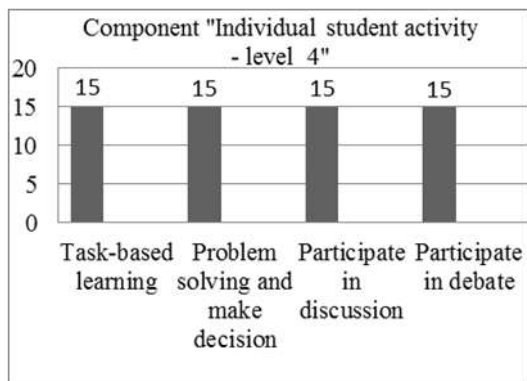 Component "Individual student activity
- level 4"
20
15
10
5
0
15
15
15
15
Task-based
learning
Problem
solving and
make
decision
Participate
in
discussion
Participate
in debate